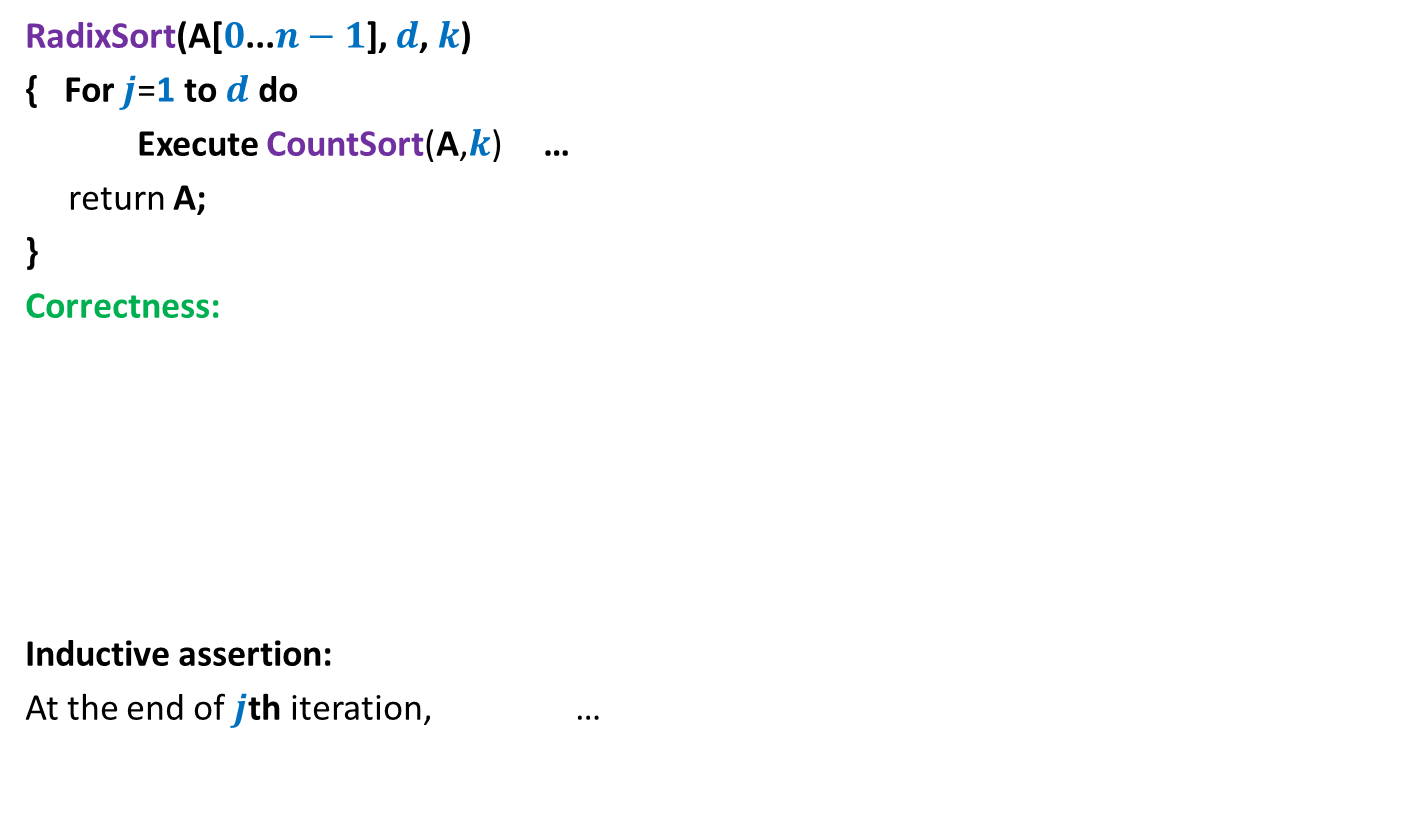 RadixSort(A[0...n − 1], d, k)
{ For j=1 to d do
Execute CountSort(A,k) ...
return A;
}
Correctness:
Inductive assertion:
At the end of jth iteration, ...